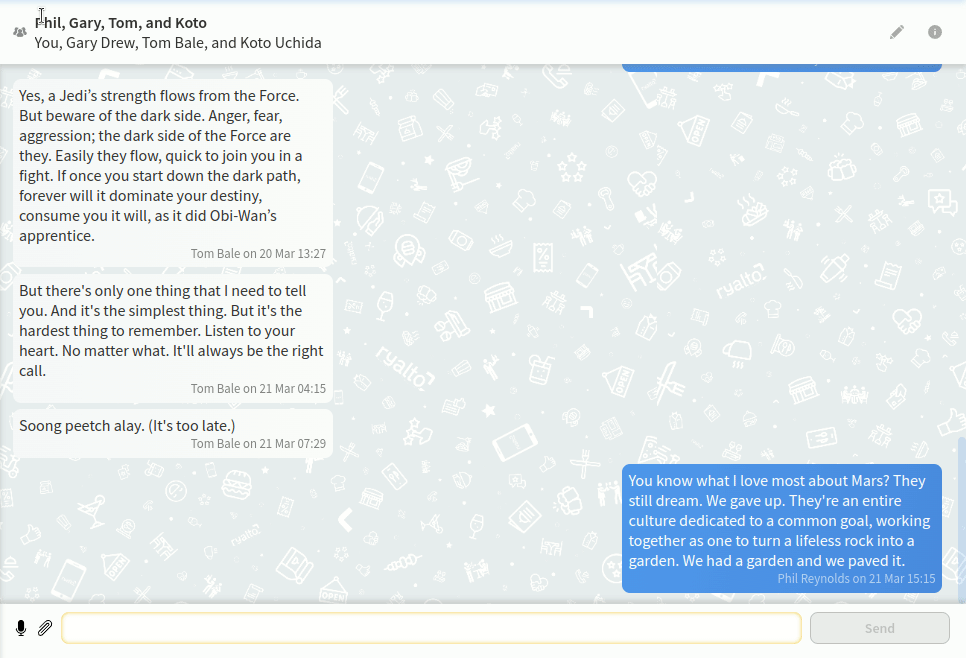 Phil, Gary, Tom, and Koto
You, Gary Drew, Tom Bale, and Koto Uchida
Yes, a Jedi’s strength flows from the Force.
But beware of the dark side. Anger, fear,
aggression; the dark side of the Force are
they. Easily they flow, quick to join you in a
fight. If once you start down the dark path,
forever will it dominate your destiny,
consume you it will, as it did Obi-Wan’s
apprentice.
Tom Bale on 20 Mar 13:27
But there's only one thing that I need to tell
you. And it's the simplest thing. But it's the
hardest thing to remember. Listen to your
heart. No matter what. It'll always be the right
call.
Tom Bale on 21 Mar 04:15
Soong peetch alay. (It's too late.)
Tom Bale on 21 Mar 07:29
You know what I love most about Mars? They
still dream. We gave up. They're an entire
culture dedicated to a common goal, working
together as one to turn a lifeless rock into a
garden. We had a garden and we paved it.
Phil Reynolds on 21 Mar 15:15
Send
ryalto
ryalto
ryalto
OPEN
OPEN
OPEN
OPEN